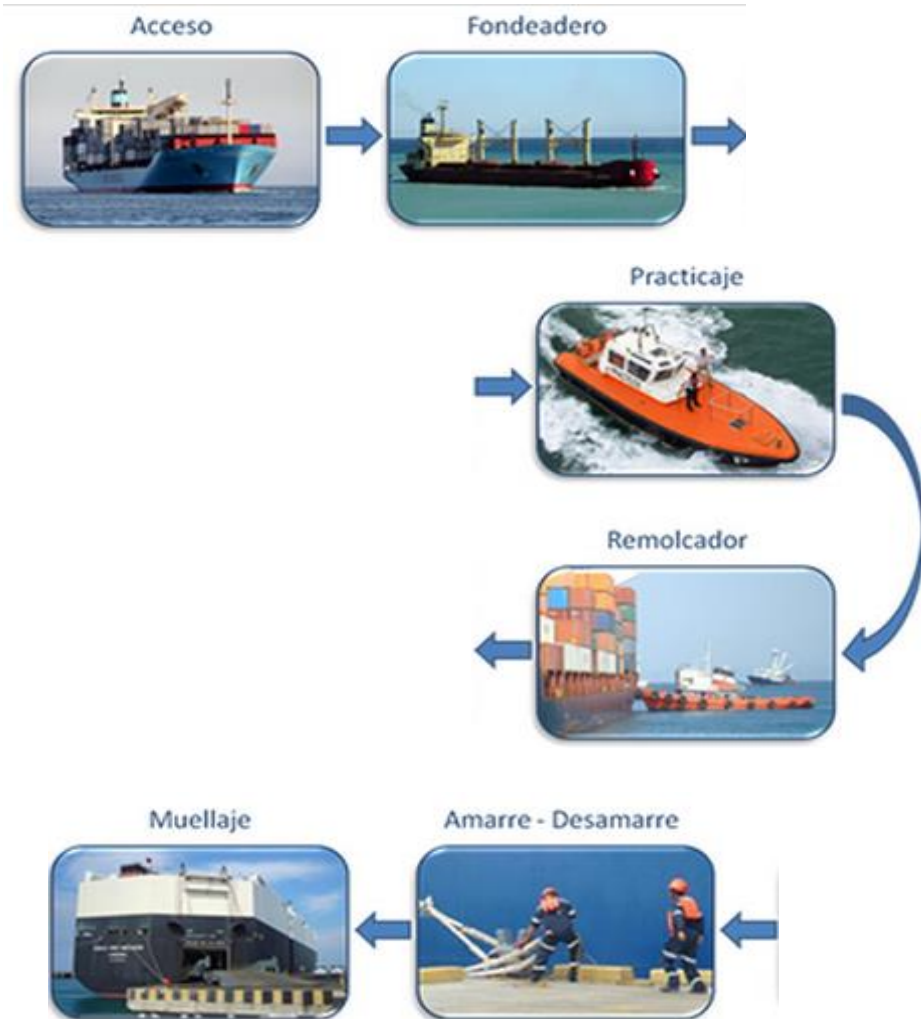 Acceso
Fondeadero
Practicaje
Remolcador
Muellaje
Amarre - Desamarre